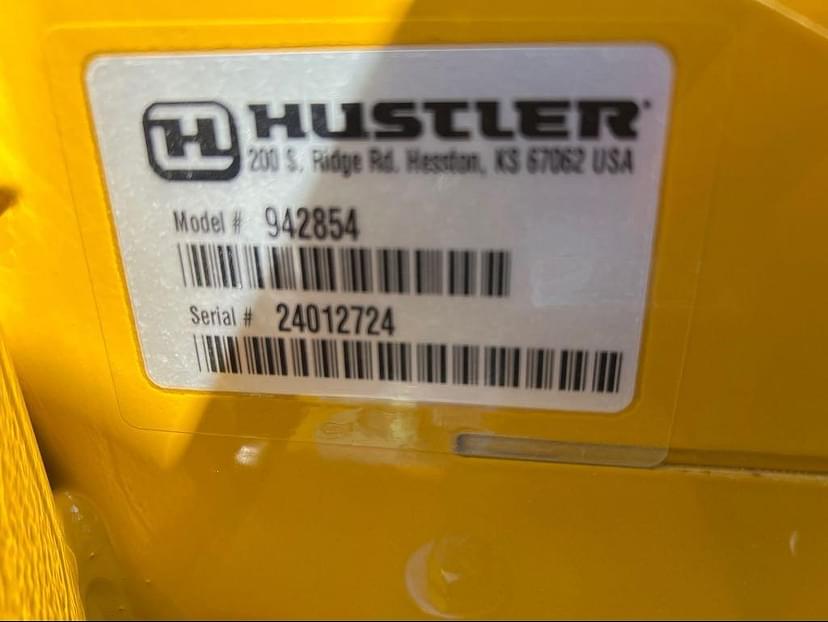 H HUSTLER
200 S. Ridge Rd. Hesston, KS 67062 USA
Model # 942854
Serial # 24012724